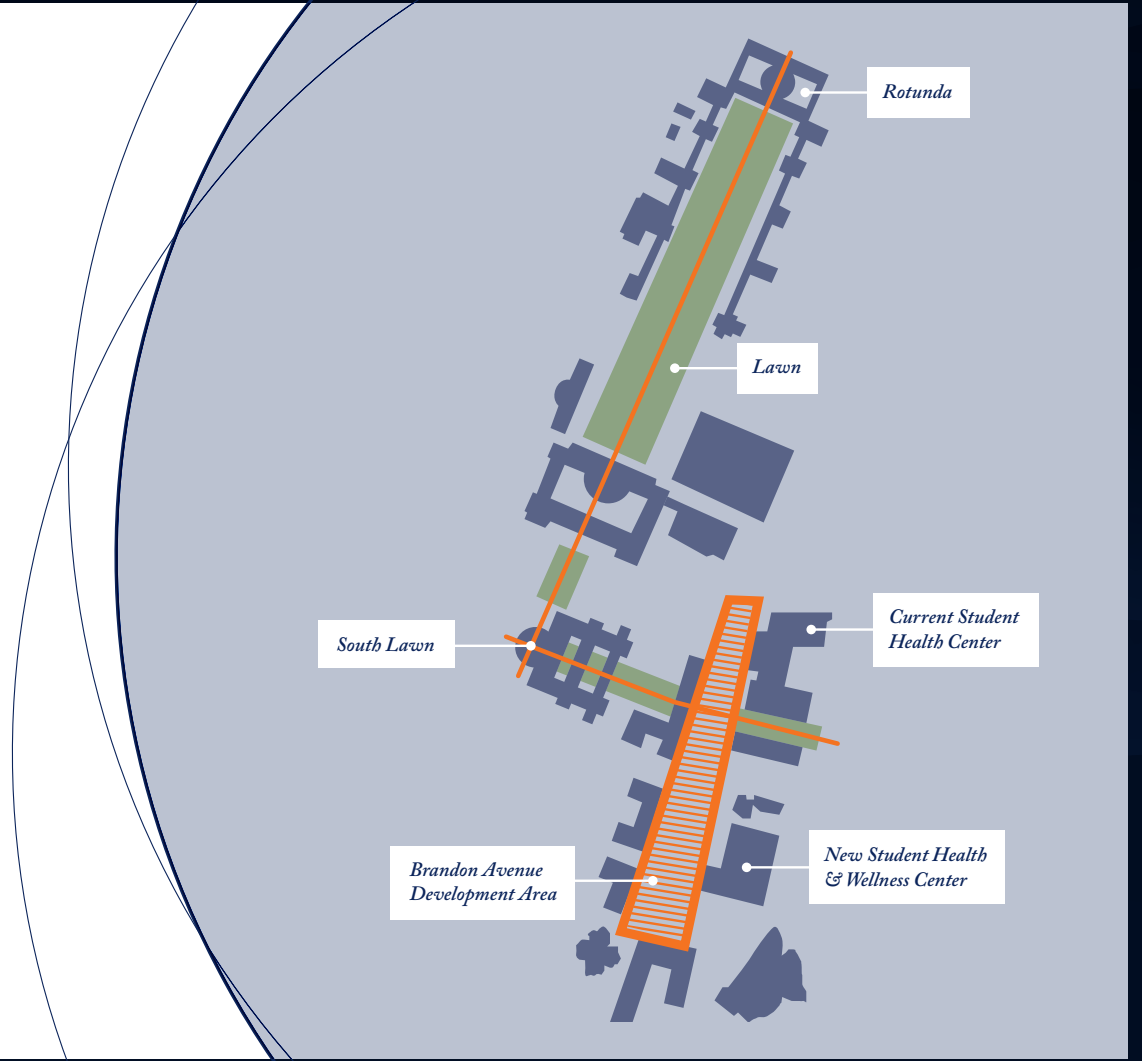 Rotunda
Lawn
Current Student
Health Center
South Lawn
New Student Health
& Wellness Center
Brandon Avenue
Development Area